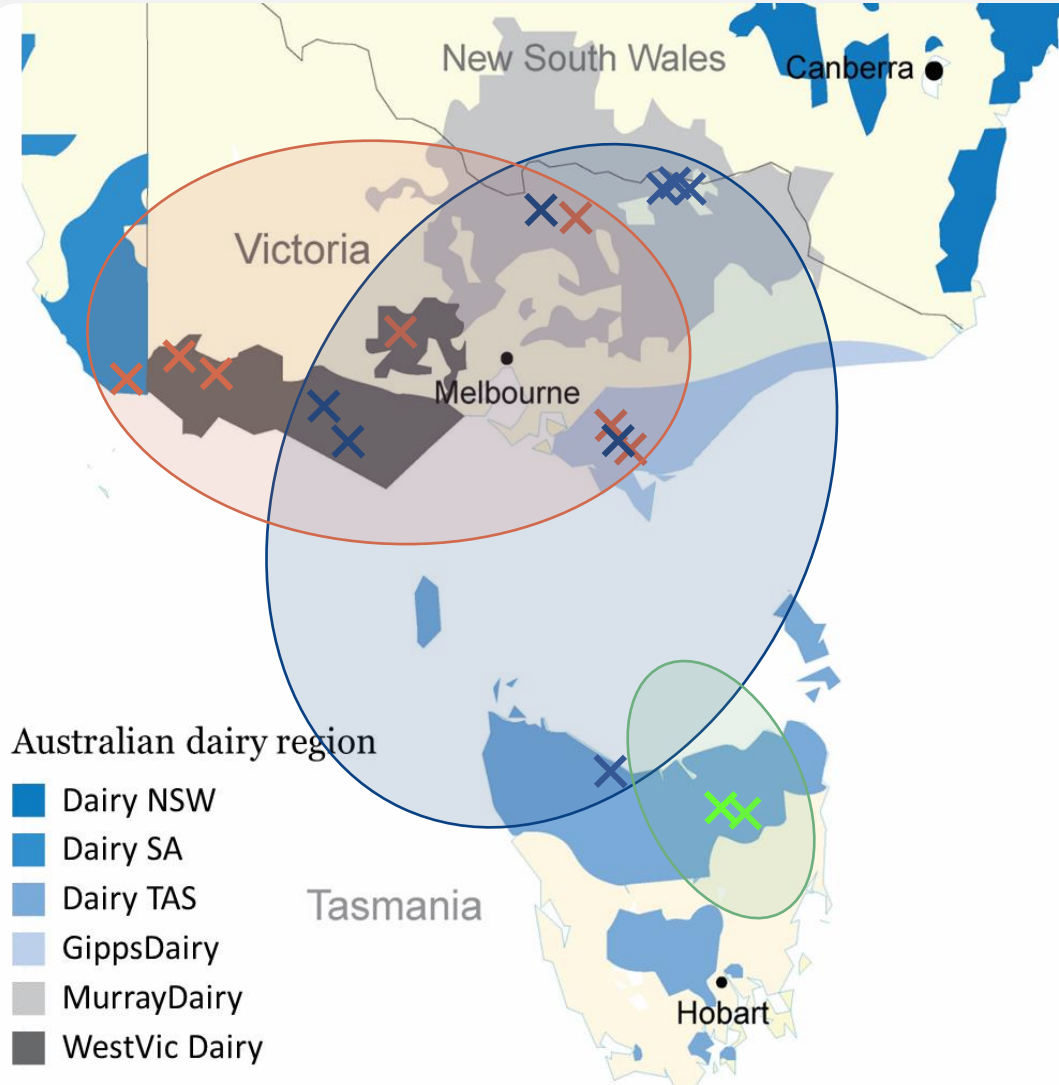 New South Wales
Canberra
Victoria
Melbourne
Australian dairy region
Dairy NSW
Dairy SA
Dairy TAS
GippsDairy
MurrayDairy
WestVic Dairy
Tasmania
Hobart